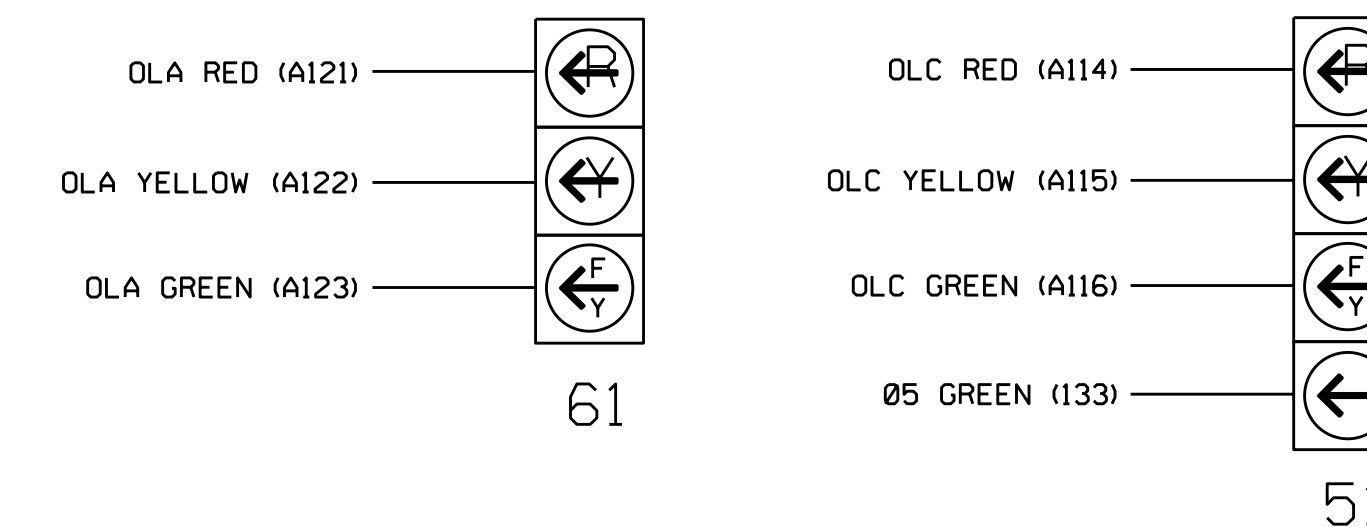 OLA RED (A121)
R
OLA YELLOW (A122)
Y
OLA GREEN (A123)
F
Y
61
OLC RED (A114)
OLC YELLOW (A115)
Y
OLC GREEN (A116)
F
Y
Ø5 GREEN (133)